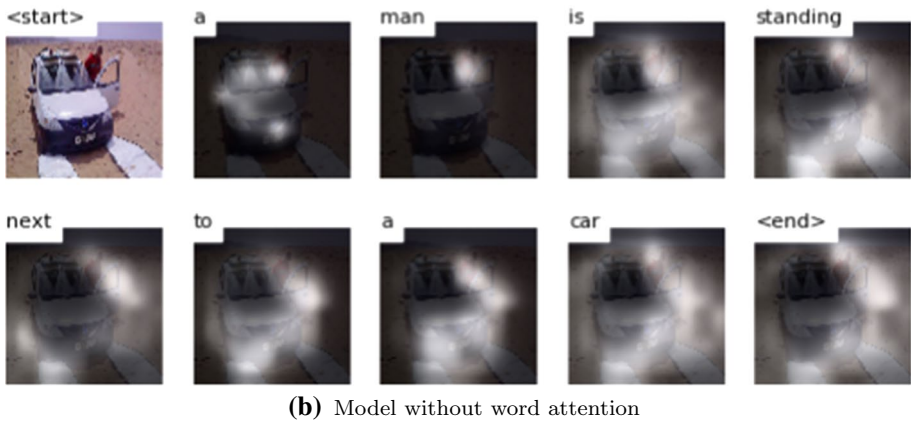 <start> a man is standing
next to a car <end>
(b) Model without word attention